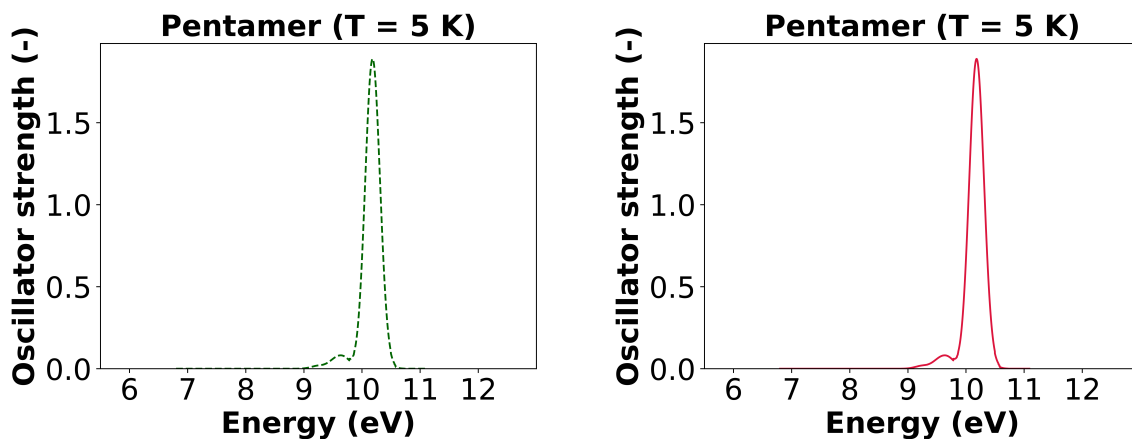 Pentamer (T = 5 K)
Oscillator strength (-)
1.5
1.0
0.5
0.0
6 7 8 9 10 11 12
Energy (eV)
Pentamer (T = 5 K)
Oscillator strength (-)
1.5
1.0
0.5
0.0
6 7 8 9 10 11 12
Energy (eV)